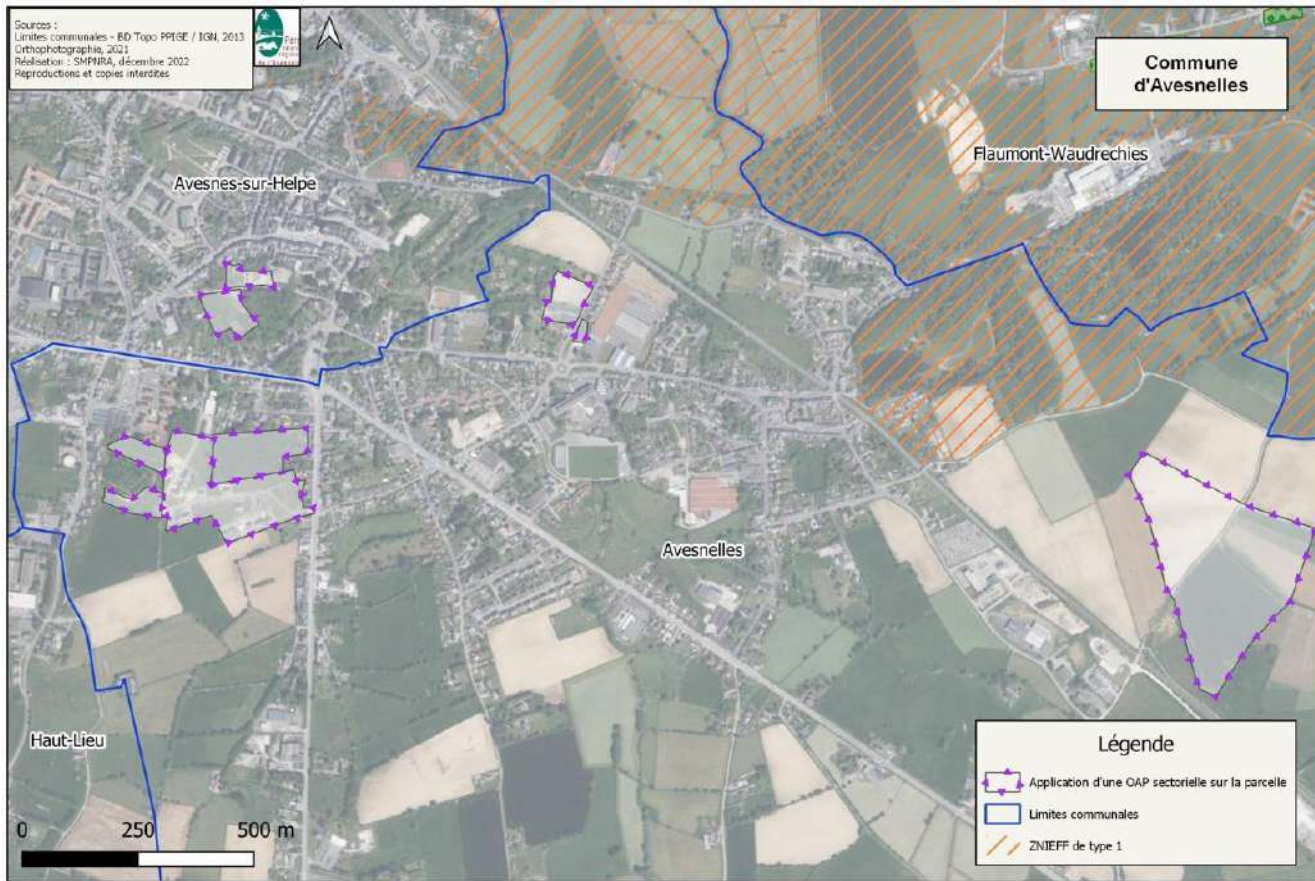 Sources :
Limites communales - BD Topo PPIGE / IGN, 2013
Orthophotographie, 2021
Réalisation : SMPNRA, décembre 2022
Reproductions et copies interdites
Commune
d'Avesnelles
Flaumont-Waudrechies
Avesnes-sur-Helpe
Avesnelles
Haut-Lieu
0 250 500 m
Légende
Application d'une OAP sectorielle sur la parcelle
Limites communales
ZNIEFF de type 1